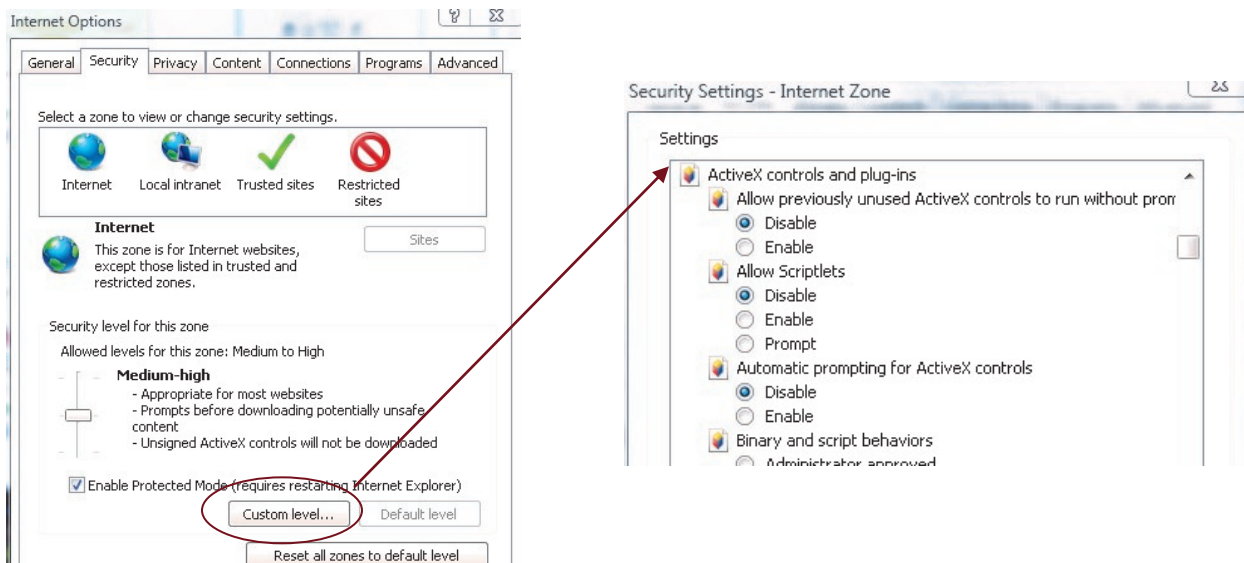 Internet Options
General Security Privacy Content Connections Programs Advanced
Select a zone to view or change security settings.
Internet Local intranet Trusted sites Restricted
sites
Internet
Sites
This zone is for Internet websites,
except those listed in trusted and
restricted zones.
Security level for this zone
Allowed levels for this zone: Medium to High
Medium-high
- Appropriate for most websites
- Prompts before downloading potentially unsafe
content
- Unsigned ActiveX controls will not be downloaded
Enable Protected Mode (requires restarting Internet Explorer)
Custom level... Default level
Reset all zones to default level
Security Settings - Internet Zone
Settings
ActiveX controls and plug-ins
Allow previously unused ActiveX controls to run without prom
Disable
Enable
Allow Scriptlets
Disable
Enable
Prompt
Automatic prompting for ActiveX controls
Disable
Enable
Binary and script behaviors
Administrator approved